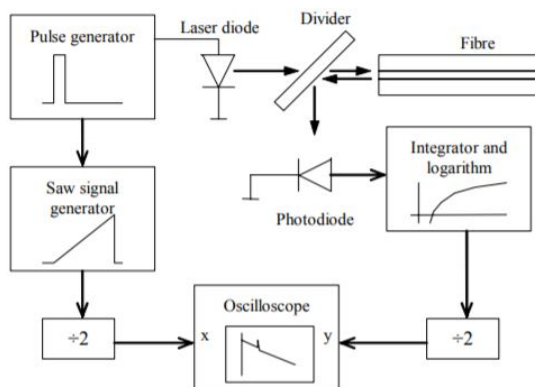 Pulse generator
Laser diode
Divider
Fibre
Saw signal
generator
Photodiode
Integrator and
logarithm
÷2
Oscilloscope
x
y
÷2